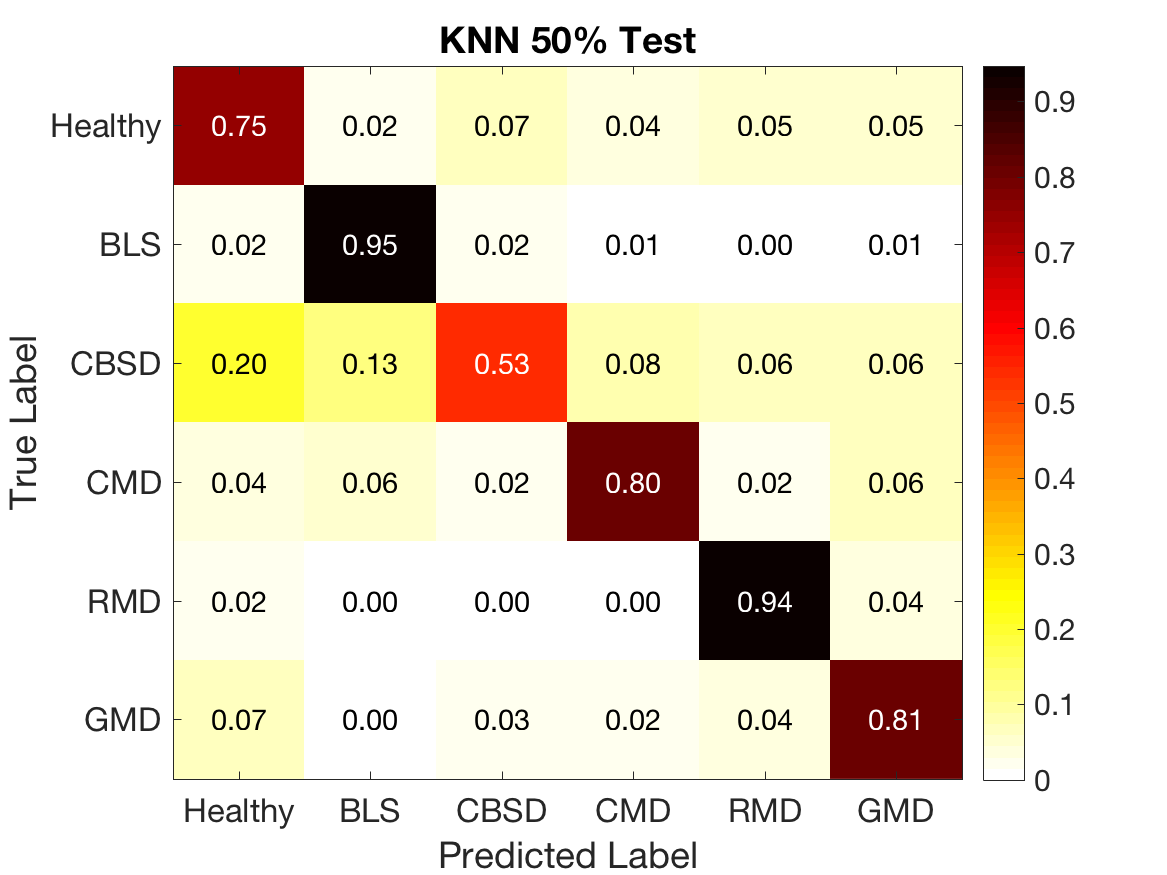 KNN 50% Test
Healthy 0.75 0.02 0.07 0.04 0.05 0.05
BLS 0.02 0.95 0.02 0.01 0.00 0.01
CBSD 0.20 0.13 0.53 0.08 0.06 0.06
CMD 0.04 0.06 0.02 0.80 0.02 0.06
RMD 0.02 0.00 0.00 0.00 0.94 0.04
GMD 0.07 0.00 0.03 0.02 0.04 0.81
Healthy BLS CBSD CMD RMD GMD
Predicted Label
True Label
0.9
0.8
0.7
0.6
0.5
0.4
0.3
0.2
0.1
0